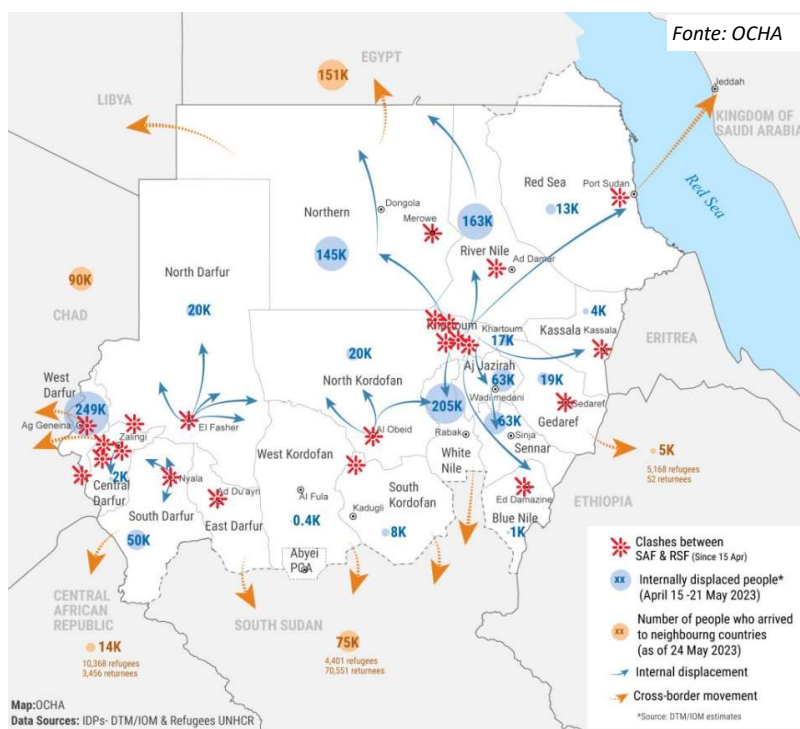 Fonte: OCHA
EGYPT
151K
LIBYA
Jeddah
KINGDOM OF
SAUDI ARABIA
Red Sea
Red Sea
Port Sudan
13K
Northern
Dongola
Merowe
163K
145K
River Nile
Ad Damar
North Darfur
20K
90K
CHAD
4K
Kassala
Kassala
ERITREA
Khartoum
Khartoum
17K
20K
North Kordofan
Aj Jazirah
63K
Wadi medani
19K
Gedaref
Gedaref
West
Darfur
249K
Ag Geneina
Zalingi
El Fasher
Al Obeid
205K
63K
Rabak
Sinja
Sennar
White
Nile
5K
5,168 refugees
52 returnees
ETHIOPIA
2K
Central
Darfur
Nyala
Ad Du'ayn
West Kordofan
Al Fula
South
Kordofan
Kadugli
Ed Damazine
Blue Nile
1K
South Darfur
East Darfur
50K
0.4K
8K
Abyei
PCA
CENTRAL
AFRICAN
REPUBLIC
14K
10,368 refugees
3,456 returnees
SOUTH SUDAN
75K
4,401 refugees
70,551 returnees
Clashes between
SAF & RSF (Since 15 Apr)
xx
Internally displaced people*
(April 15 -21 May 2023)
xx
Number of people who arrived
to neighbourng countries
(as of 24 May 2023)
Internal displacement
Cross-border movement
*Source: DTM/IOM estimates
Map:OCHA
Data Sources: IDPs- DTM/IOM & Refugees UNHCR